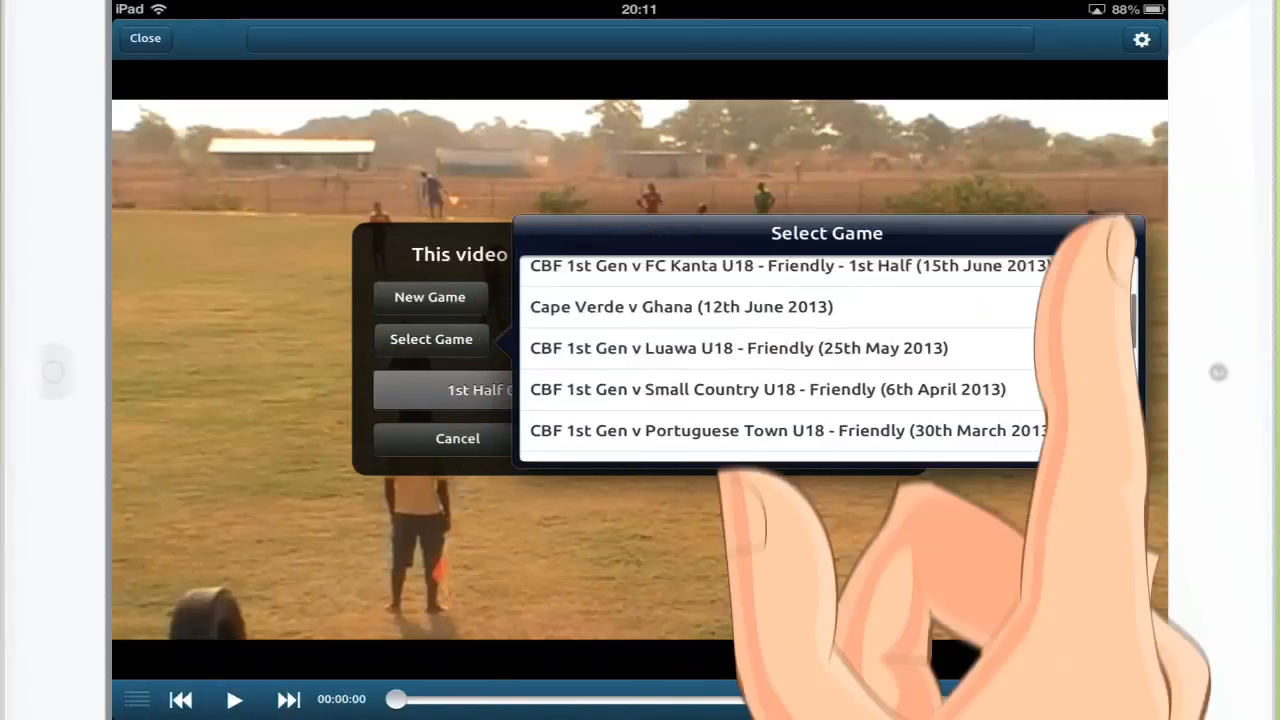 iPad 20:11 88%
Close
This video
Select Game
New Game
Select Game
1st Half
Cancel
CBF 1st Gen v FC Kanta U18 - Friendly - 1st Half (15th June 2013)
Cape Verde v Ghana (12th June 2013)
CBF 1st Gen v Luawa U18 - Friendly (25th May 2013)
CBF 1st Gen v Small Country U18 - Friendly (6th April 2013)
CBF 1st Gen v Portuguese Town U18 - Friendly (30th March 2013
00:00:00